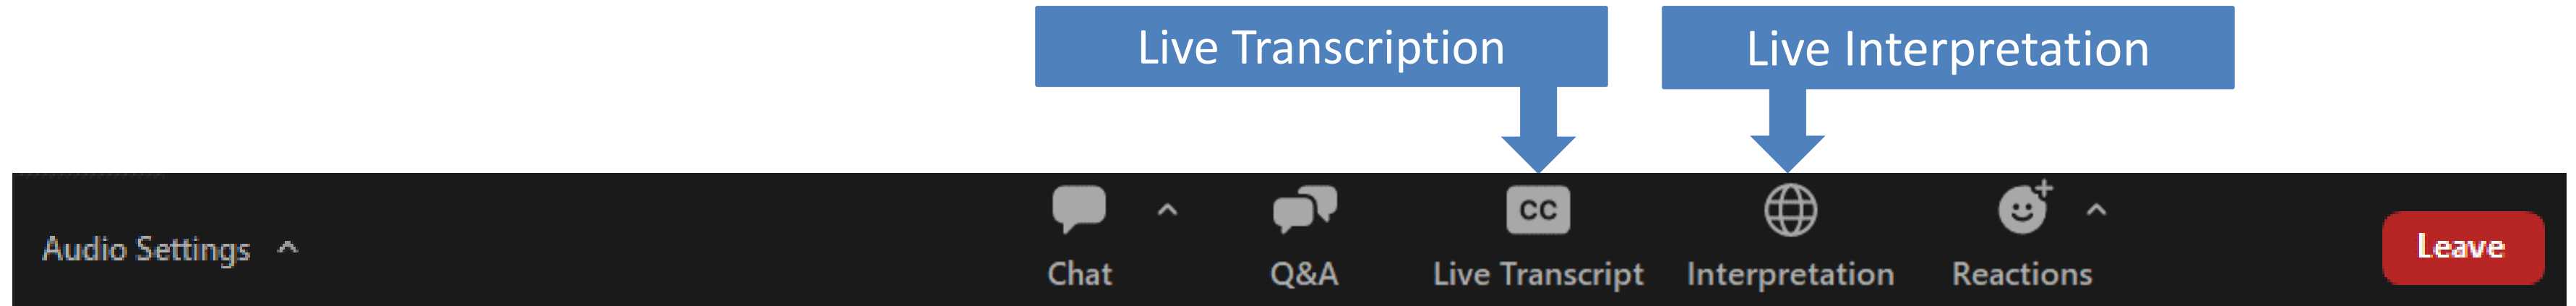 Live Transcription
Live Interpretation
Audio Settings
CC
Chat
Q&A
Live Transcript
Interpretation
Reactions
Leave